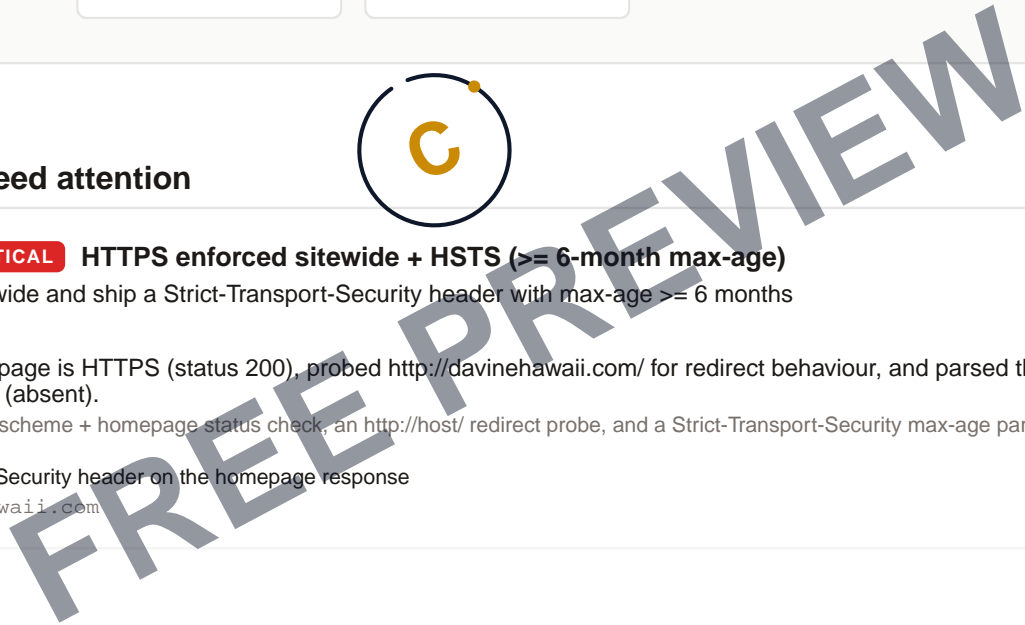 C
eed attention
TICAL HTTPS enforced sitewide + HSTS (>= 6-month max-age)
wide and ship a Strict-Transport-Security header with max-age >= 6 months
page is HTTPS (status 200), probed http://davinehawaii.com/ for redirect behaviour, and parsed th
(absent).
scheme + homepage status check, an http://host/ redirect probe, and a Strict-Transport-Security max-age par
Security header on the homepage response
waii.com
FREE PREVIEW